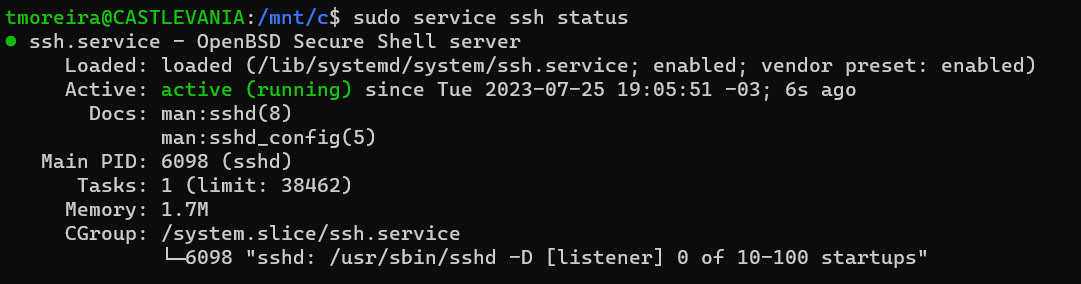 tmoreira@CASTLEVANIA:/mnt/c$ sudo service ssh status
● ssh.service - OpenBSD Secure Shell server
     Loaded: loaded (/lib/systemd/system/ssh.service; enabled; vendor preset: enabled)
     Active: active (running) since Tue 2023-07-25 19:05:51 -03; 6s ago
       Docs: man:sshd(8)
             man:sshd_config(5)
   Main PID: 6098 (sshd)
      Tasks: 1 (limit: 38462)
     Memory: 1.7M
     CGroup: /system.slice/ssh.service
             └─6098 "sshd: /usr/sbin/sshd -D [listener] 0 of 10-100 startups"